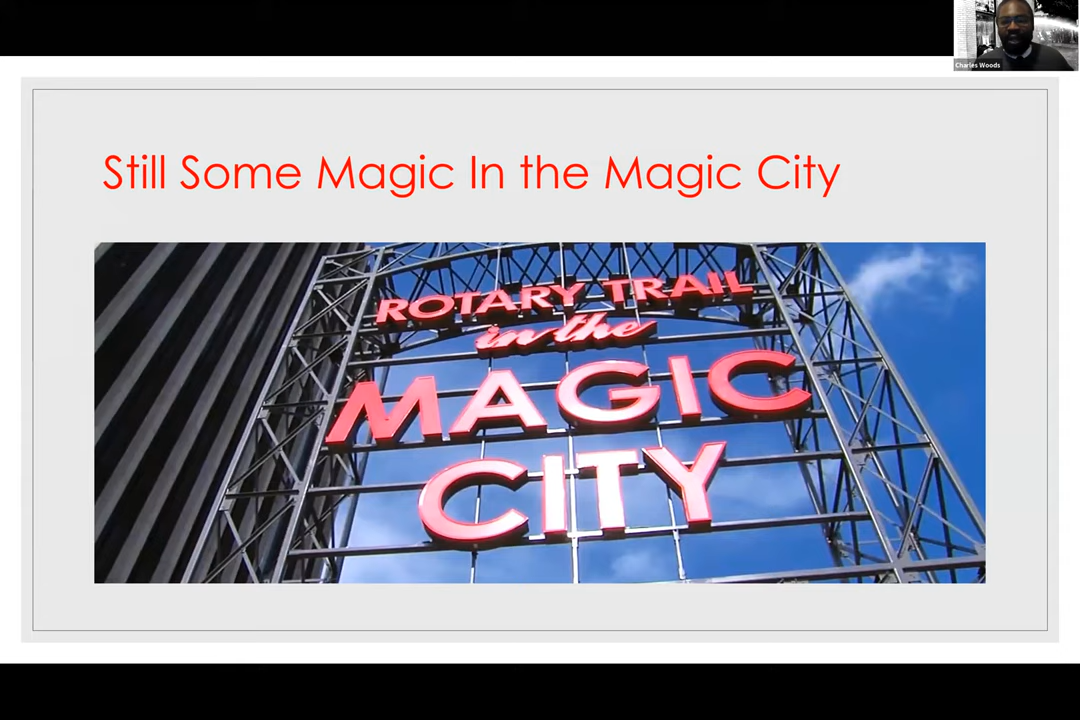 Charles Woods
Still Some Magic In the Magic City
ROTARY TRAIL
in the
MAGIC
CITY